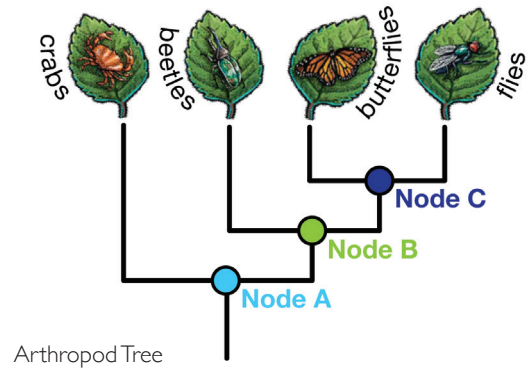 crabs
beetles
butterflies
flies
Node C
Node B
Node A
Arthropod Tree